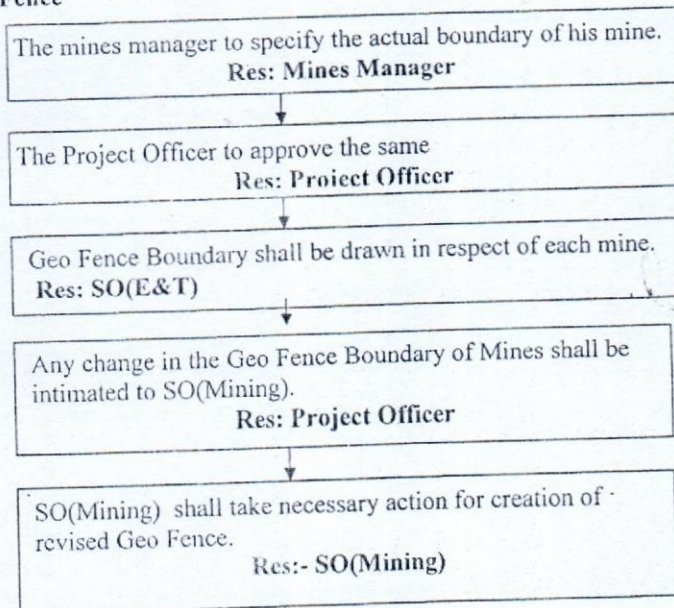 Fence
The mines manager to specify the actual boundary of his mine.
Res: Mines Manager
The Project Officer to approve the same
Res: Project Officer
Geo Fence Boundary shall be drawn in respect of each mine.
Res: SO(E&T)
Any change in the Geo Fence Boundary of Mines shall be
intimated to SO(Mining).
Res: Project Officer
SO(Mining) shall take necessary action for creation of
revised Geo Fence.
Res:- SO(Mining)